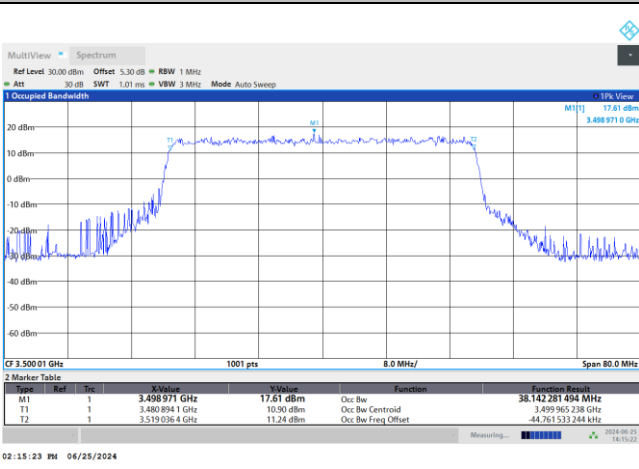 MultiView Spectrum
Ref Level 30.00 dBm Offset 5.30 dB RBW 1 MHz
Att 30 dB SWT 1.01 ms VBW 3 MHz Mode Auto Sweep
1 Occupied Bandwidth 1Pk View
M1[1] 17.61 dBm
3.498 971 0 GHz
M1
20 dBm
T1 T2
10 dBm
0 dBm
-10 dBm
-20 dBm
-30 dBm
-40 dBm
-50 dBm
-60 dBm
CF 3.500 01 GHz 1001 pts 8.0 MHz/ Span 80.0 MHz
2 Marker Table
Type Ref Trc X-Value Y-Value Function Function Result
M1 1 3.498 971 GHz 17.61 dBm Occ Bw 38.142 281 494 MHz
T1 1 3.480 894 1 GHz 10.90 dBm Occ Bw Centroid 3.499 965 238 GHz
T2 1 3.519 036 4 GHz 11.24 dBm Occ Bw Freq Offset -44.761 533 244 kHz
Measuring... 2024-06-25
14:15:22
02:15:23 PM 06/25/2024